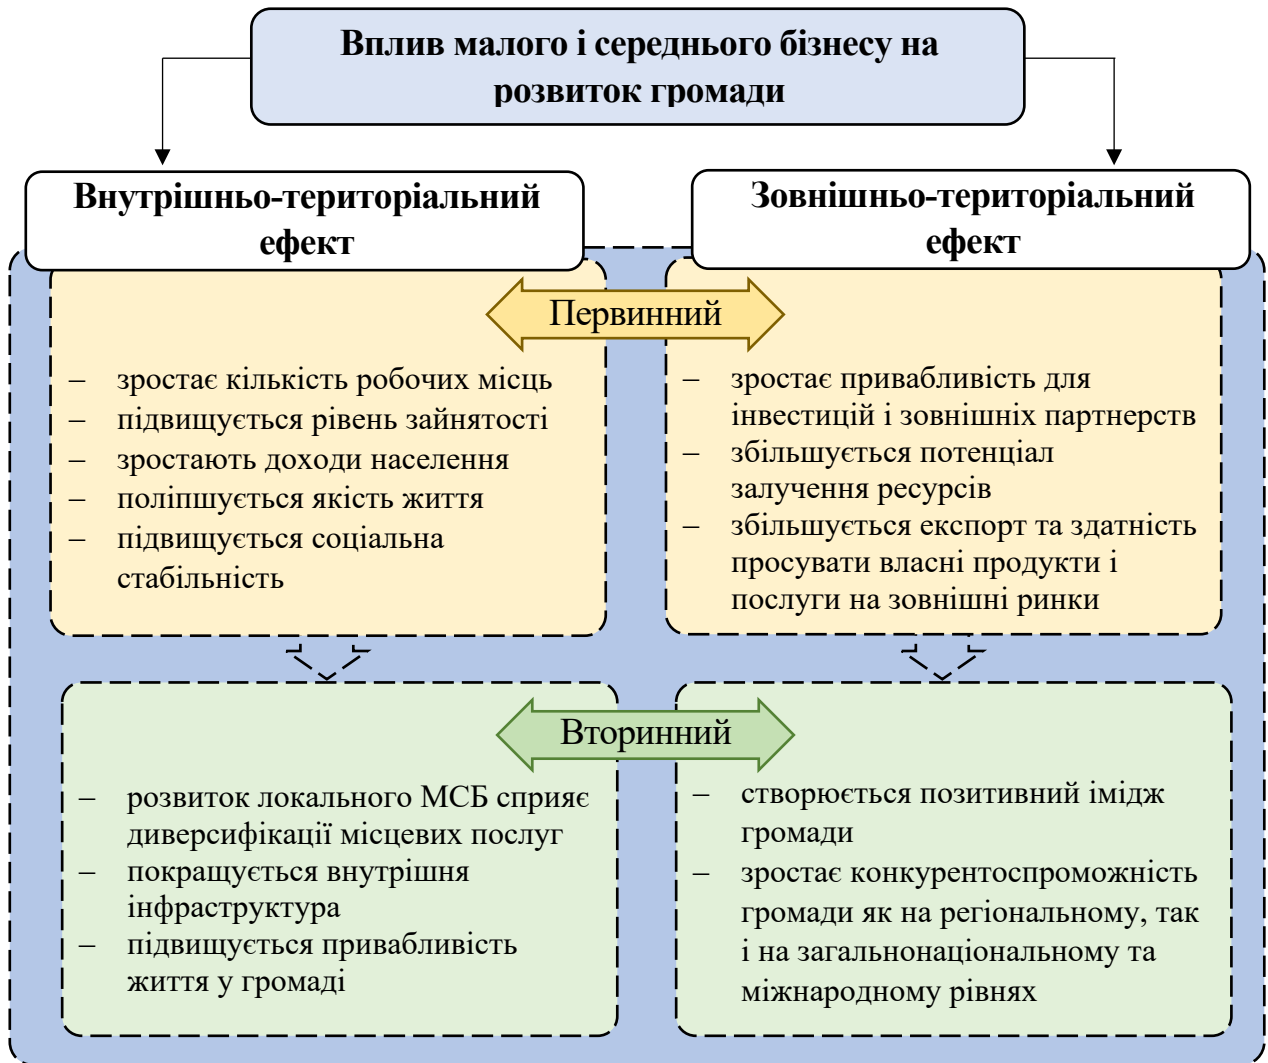 Вплив малого і середнього бізнесу на
розвиток громади
Внутрішньо-територіальний
ефект
Зовнішньо-територіальний
ефект
Первинний
– зростає кількість робочих місць
– підвищується рівень зайнятості
– зростають доходи населення
– поліпшується якість життя
– підвищується соціальна
стабільність
– зростає привабливість для
інвестицій і зовнішніх партнерств
– збільшується потенціал
залучення ресурсів
– збільшується експорт та здатність
просувати власні продукти і
послуги на зовнішні ринки
Вторинний
– розвиток локального МСБ сприяє
диверсифікації місцевих послуг
– покращується внутрішня
інфраструктура
– підвищується привабливість
життя у громаді
– створюється позитивний імідж
громади
– зростає конкурентоспроможність
громади як на регіональному, так
і на загальнонаціональному та
міжнародному рівнях